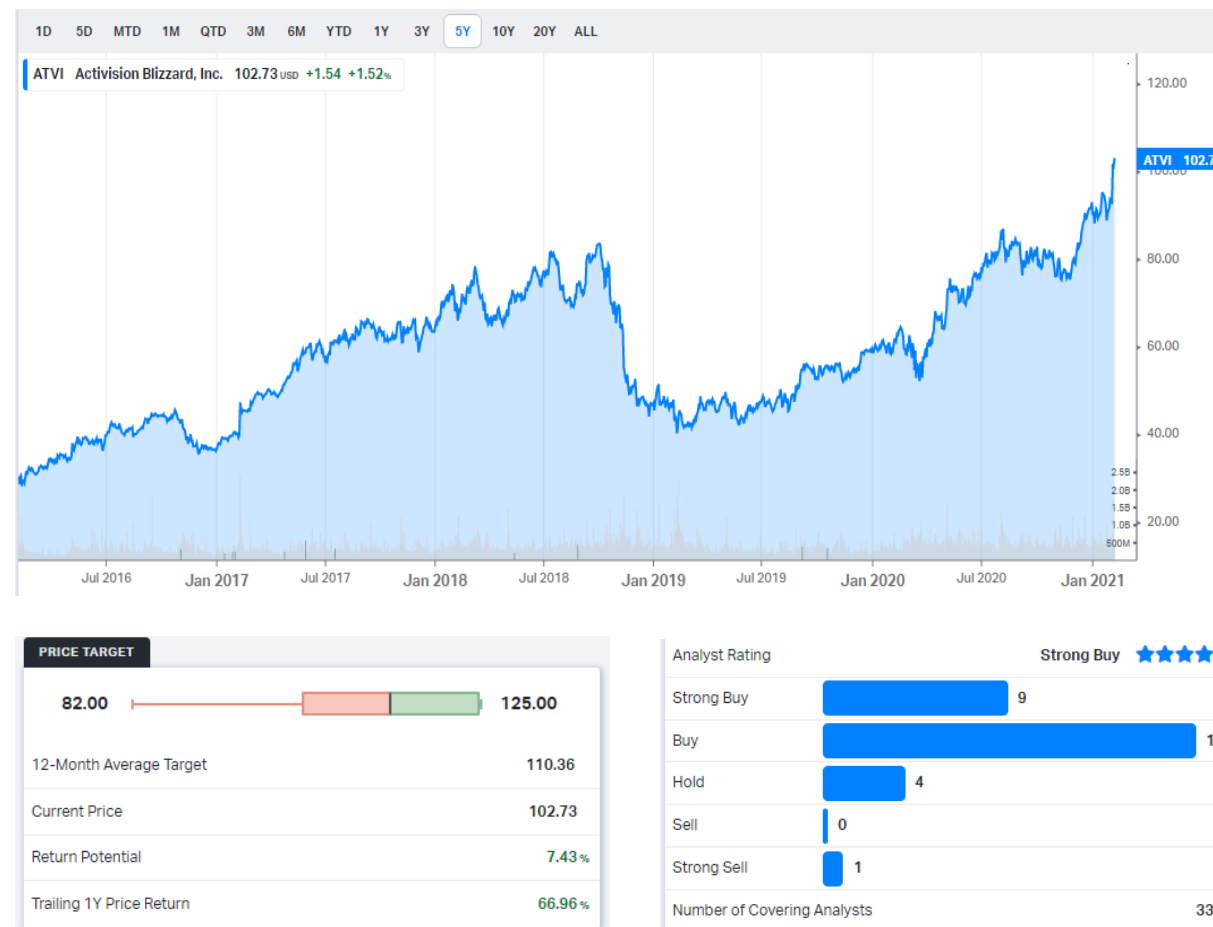 1D 5D MTD 1M QTD 3M 6M YTD 1Y 3Y 5Y 10Y 20Y ALL
ATVI Activision Blizzard, Inc. 102.73 USD +1.54 +1.52%
120.00
ATVI 102.7
100.00
80.00
60.00
40.00
2.5B
2.0B
1.5B
1.0B
20.00
500M
Jul 2016 Jan 2017 Jul 2017 Jan 2018 Jul 2018 Jan 2019 Jul 2019 Jan 2020 Jul 2020 Jan 2021
PRICE TARGET
82.00 125.00
12-Month Average Target 110.36
Current Price 102.73
Return Potential 7.43%
Trailing 1Y Price Return 66.96%
Analyst Rating Strong Buy
Strong Buy 9
Buy 1
Hold 4
Sell 0
Strong Sell 1
Number of Covering Analysts 33